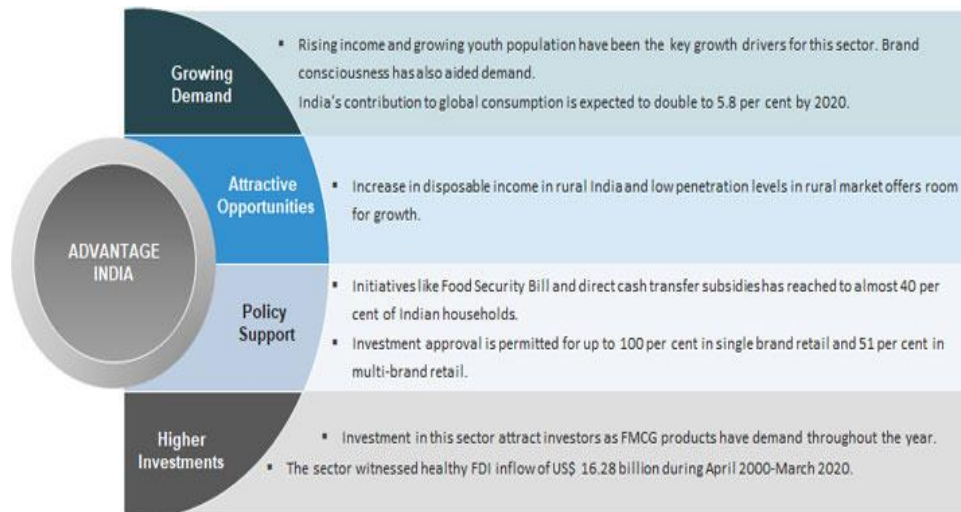 ADVANTAGE
INDIA
Growing
Demand
▪ Rising income and growing youth population have been the key growth drivers for this sector. Brand
consciousness has also aided demand.
India's contribution to global consumption is expected to double to 5.8 per cent by 2020.
Attractive
Opportunities
▪ Increase in disposable income in rural India and low penetration levels in rural market offers room
for growth.
Policy
Support
▪ Initiatives like Food Security Bill and direct cash transfer subsidies has reached to almost 40 per
cent of Indian households.
▪ Investment approval is permitted for up to 100 per cent in single brand retail and 51 per cent in
multi-brand retail.
Higher
Investments
▪ Investment in this sector attract investors as FMCG products have demand throughout the year.
▪ The sector witnessed healthy FDI inflow of US$ 16.28 billion during April 2000-March 2020.